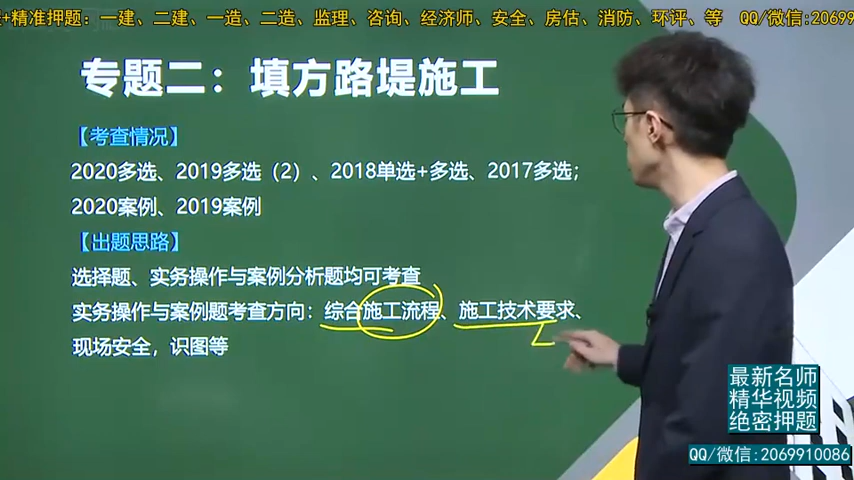 +精准押题：一建、二建、一造、二造、监理、咨询、经济师、安全、房估、消防、环评、等 QQ/微信:20699
专题二：填方路堤施工
【考查情况】
2020多选、2019多选（2）、2018单选+多选、2017多选；
2020案例、2019案例
【出题思路】
选择题、实务操作与案例分析题均可考查
实务操作与案例题考查方向：综合施工流程、施工技术要求、
现场安全，识图等
最新名师
精华视频
绝密押题
QQ/微信:2069910086